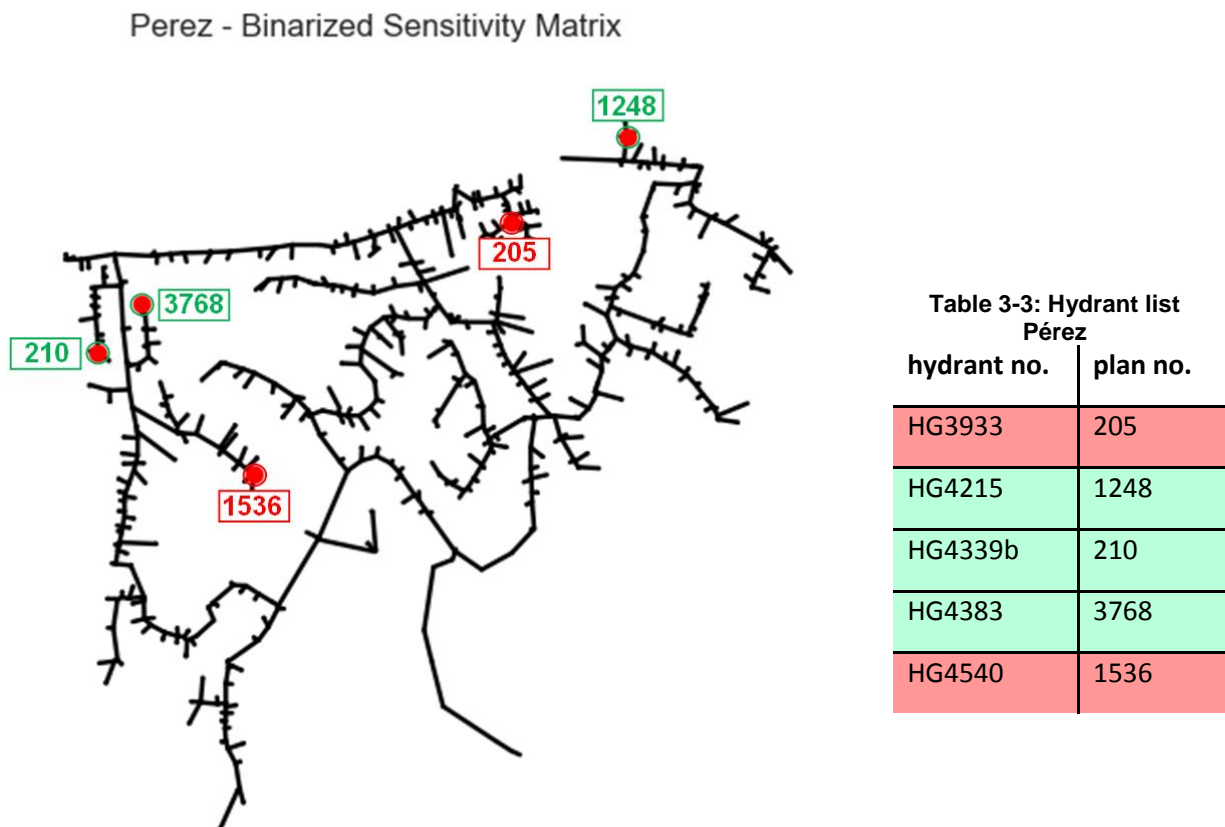 Perez - Binarized Sensitivity Matrix
1248
205
3768
210
1536
Table 3-3: Hydrant list
Pérez
hydrant no. plan no.
HG3933 205
HG4215 1248
HG4339b 210
HG4383 3768
HG4540 1536